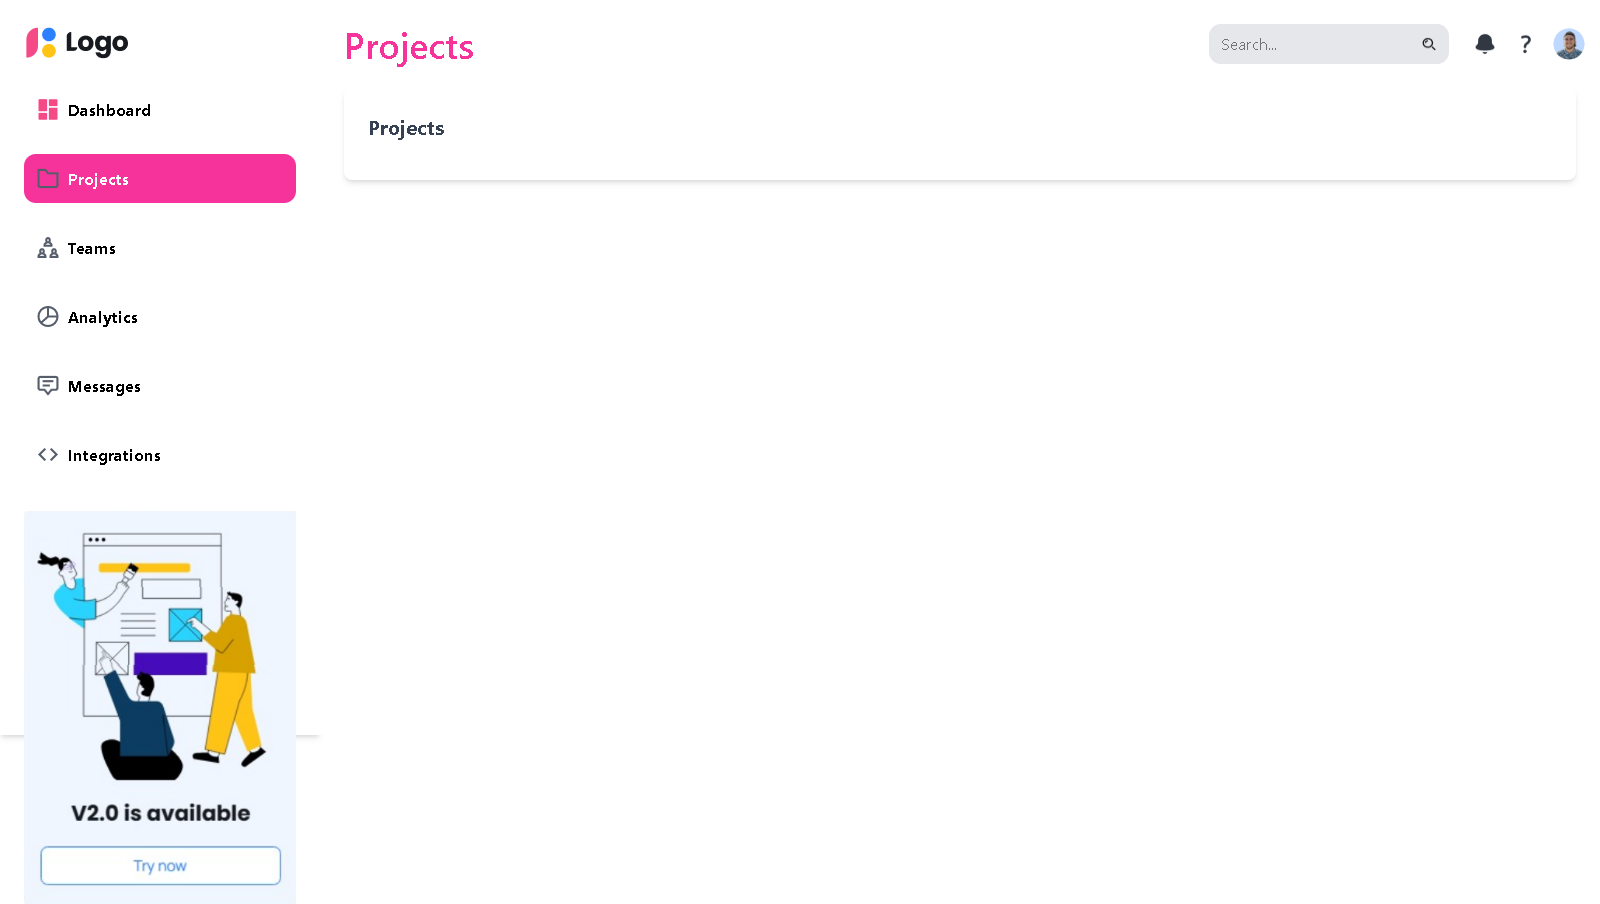 Logo
Projects
Search...
?
Dashboard
Projects
Projects
Teams
Analytics
Messages
Integrations
V2.0 is available
Try now